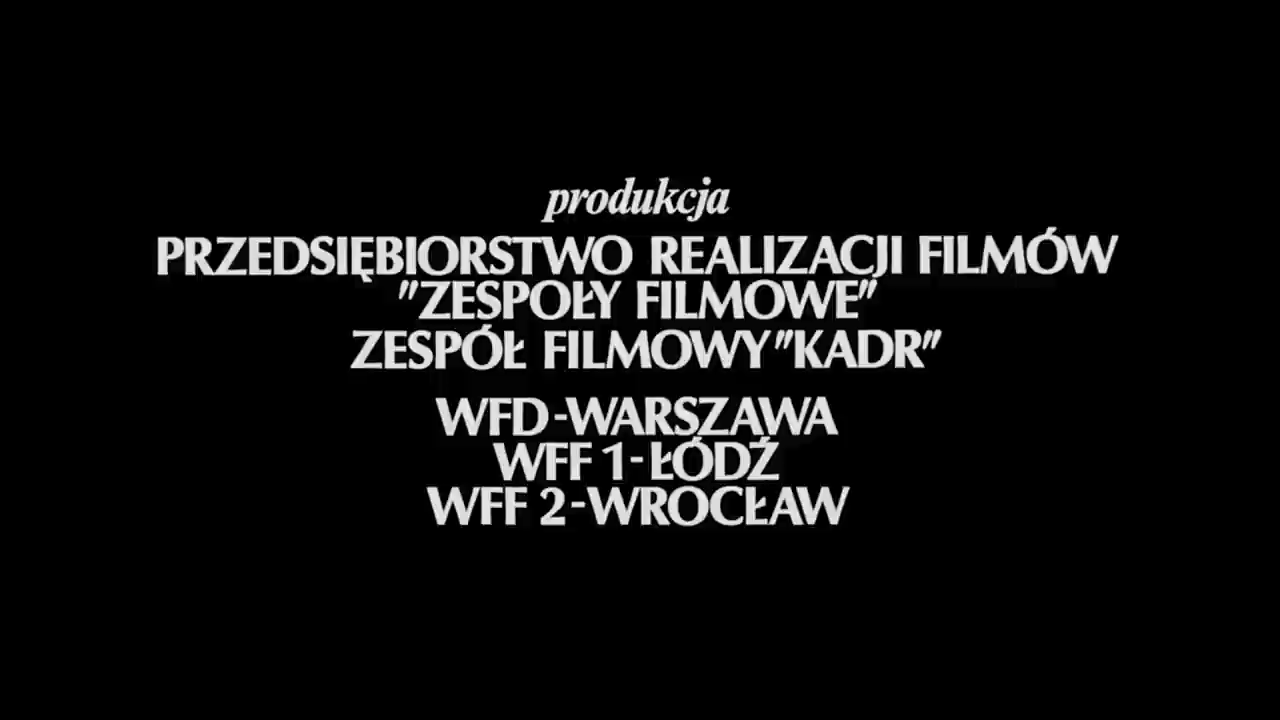 produkcja
PRZEDSIĘBIORSTWO REALIZACJI FILMÓW
"ZESPOŁY FILMOWE"
ZESPÓŁ FILMOWY "KADR"
WFD-WARSZAWA
WFF 1-ŁÓDŹ
WFF 2-WROCŁAW